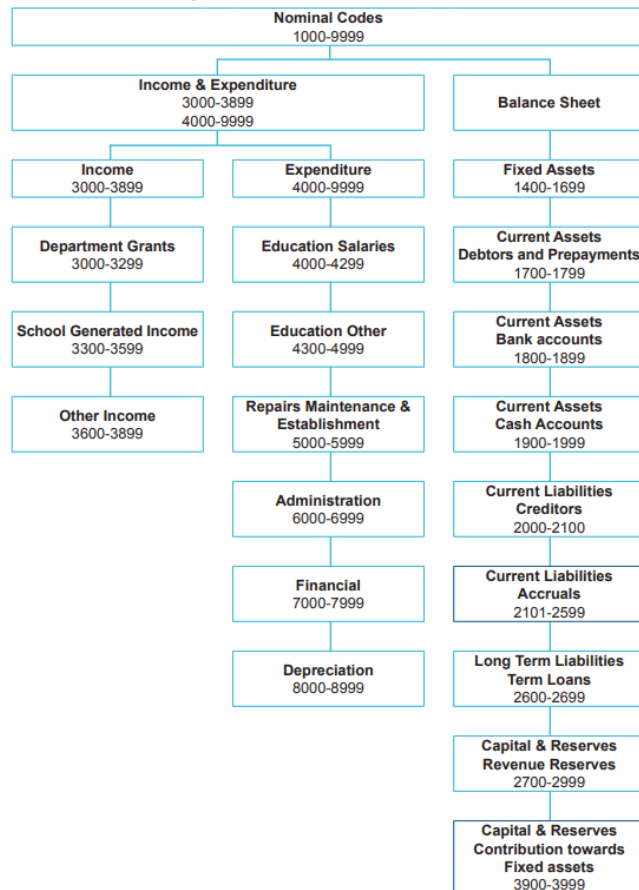 Nominal Codes
1000-9999
Income & Expenditure
3000-3899
4000-9999
Balance Sheet
Income
3000-3899
Expenditure
4000-9999
Fixed Assets
1400-1699
Department Grants
3000-3299
Education Salaries
4000-4299
Current Assets
Debtors and Prepayments
1700-1799
School Generated Income
3300-3599
Education Other
4300-4999
Current Assets
Bank accounts
1800-1899
Other Income
3600-3899
Repairs Maintenance &
Establishment
5000-5999
Current Assets
Cash Accounts
1900-1999
Administration
6000-6999
Current Liabilities
Creditors
2000-2100
Financial
7000-7999
Current Liabilities
Accruals
2101-2599
Depreciation
8000-8999
Long Term Liabilities
Term Loans
2600-2699
Capital & Reserves
Revenue Reserves
2700-2999
Capital & Reserves
Contribution towards
Fixed assets
3900-3999